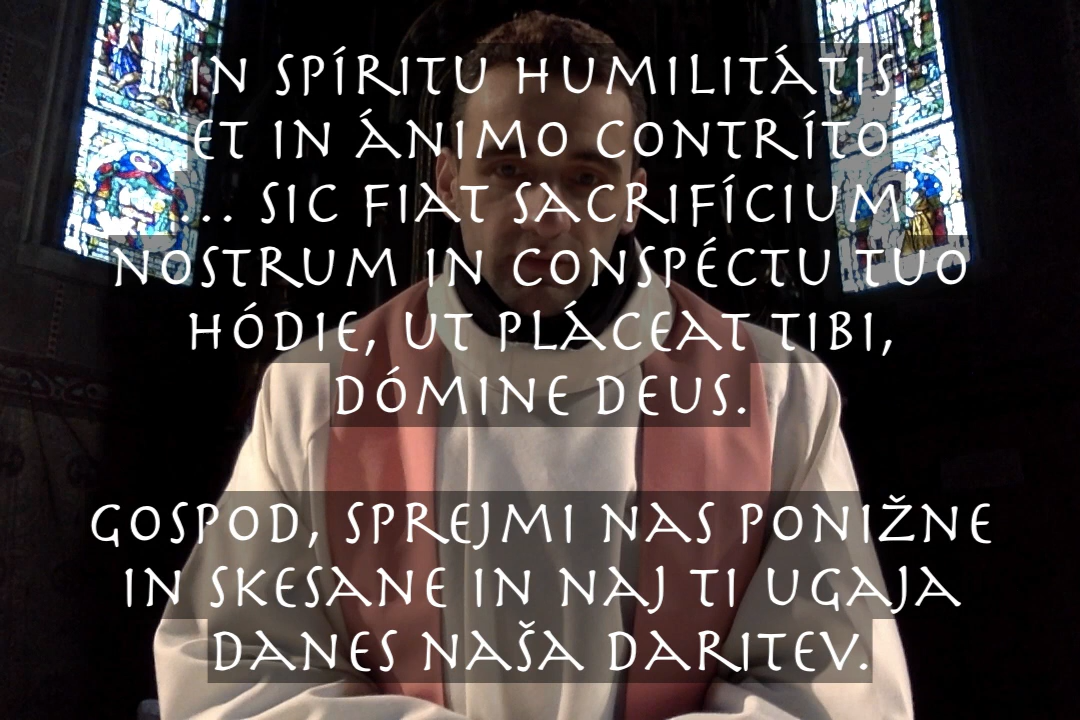 IN SPÍRITU HUMILITÁTIS
ET IN ÁNIMO CONTRÍTO
... SIC FIAT SACRIFÍCIUM
NOSTRUM IN CONSPÉCTU TUO
HÓDIE, UT PLÁCEAT TIBI,
DÓMINE DEUS.
GOSPOD, SPREJMI NAS PONIŽNE
IN SKESANE IN NAJ TI UGAJA
DANES NAŠA DARITEV.